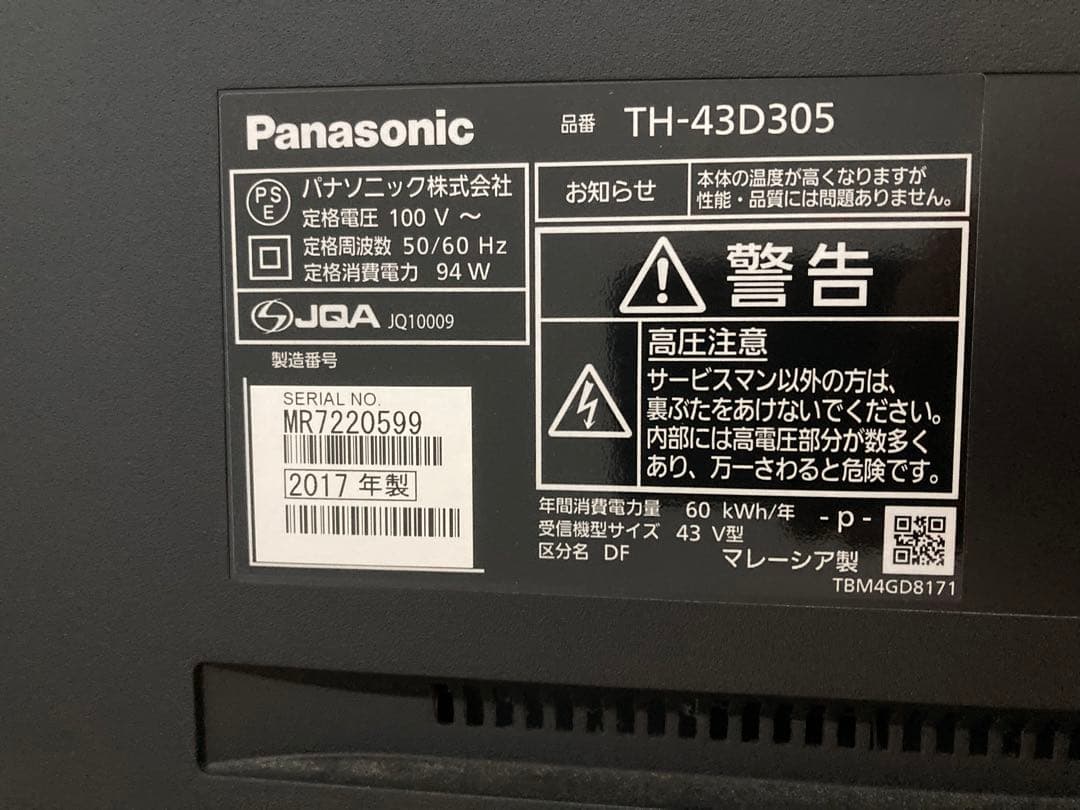 Panasonic
品番 TH-43D305
PS
E
パナソニック株式会社
定格電圧 100 V ～
定格周波数 50/60 Hz
定格消費電力 94 W
JQA JQ10009
製造番号
SERIAL NO.
MR7220599
2017 年製
お知らせ
本体の温度が高くなりますが
性能・品質には問題ありません。
警告
高圧注意
サービスマン以外の方は、
裏ぶたをあけないでください。
内部には高電圧部分が数多く
あり、万一さわると危険です。
年間消費電力量 60 kWh/年
受信機型サイズ 43 V型
区分名 DF
- p -
マレーシア製
TBM4GD8171